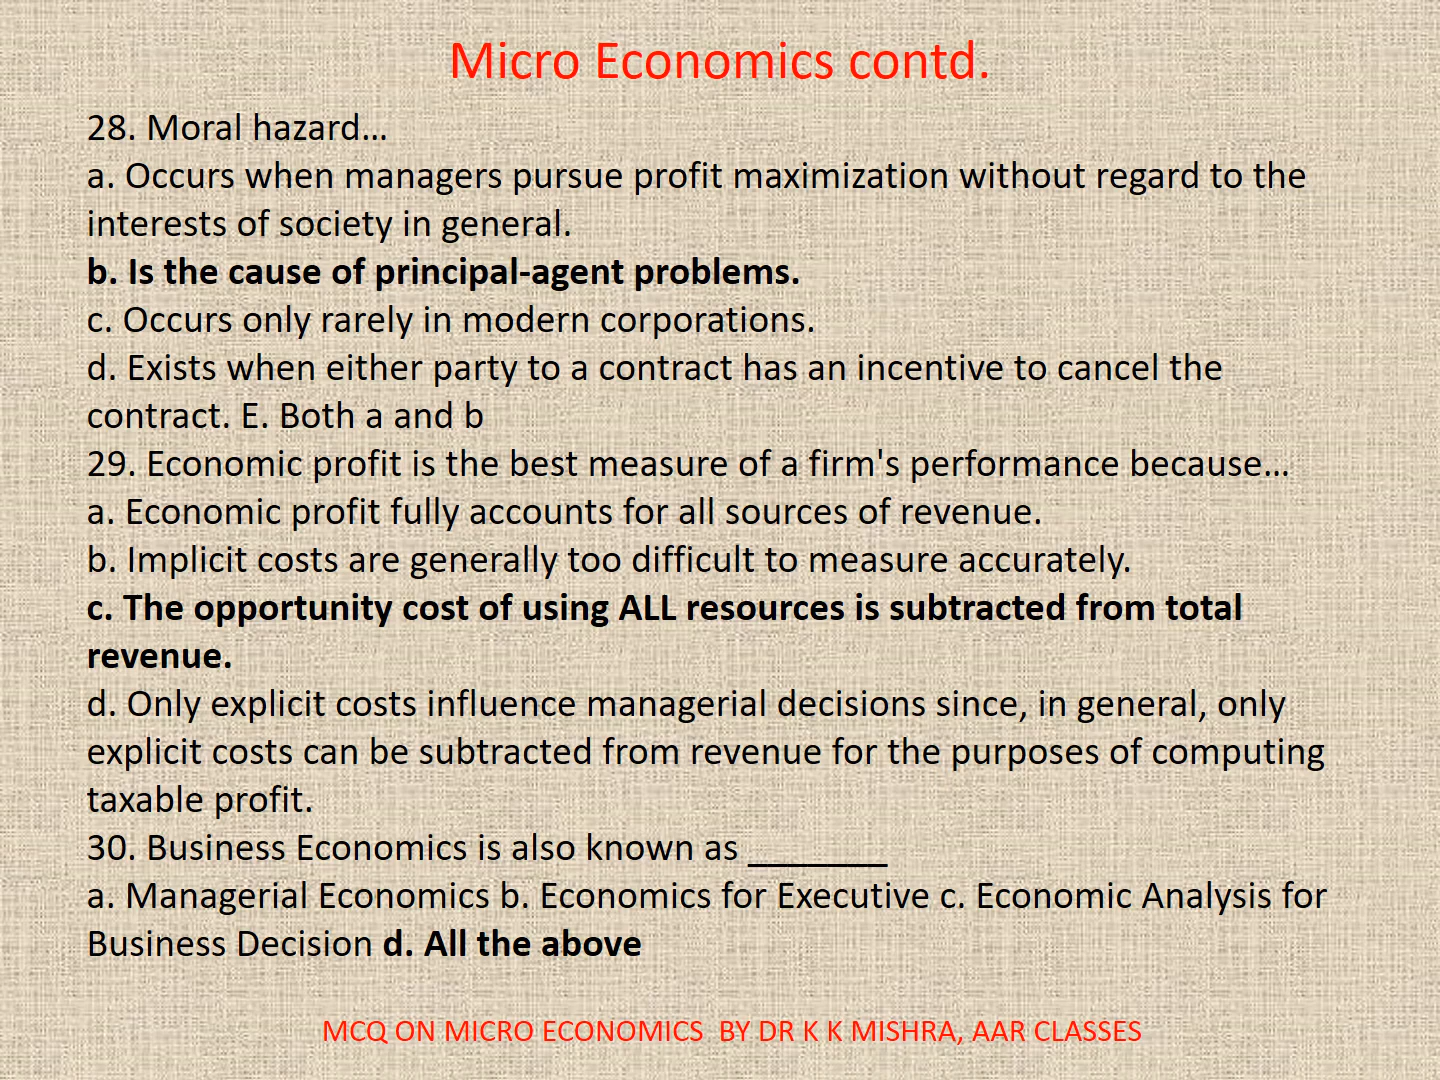 Micro Economics contd.
28. Moral hazard…
a. Occurs when managers pursue profit maximization without regard to the
interests of society in general.
b. Is the cause of principal-agent problems.
c. Occurs only rarely in modern corporations.
d. Exists when either party to a contract has an incentive to cancel the
contract. E. Both a and b
29. Economic profit is the best measure of a firm's performance because…
a. Economic profit fully accounts for all sources of revenue.
b. Implicit costs are generally too difficult to measure accurately.
c. The opportunity cost of using ALL resources is subtracted from total
revenue.
d. Only explicit costs influence managerial decisions since, in general, only
explicit costs can be subtracted from revenue for the purposes of computing
taxable profit.
30. Business Economics is also known as _______
a. Managerial Economics b. Economics for Executive c. Economic Analysis for
Business Decision d. All the above
MCQ ON MICRO ECONOMICS  BY DR K K MISHRA, AAR CLASSES